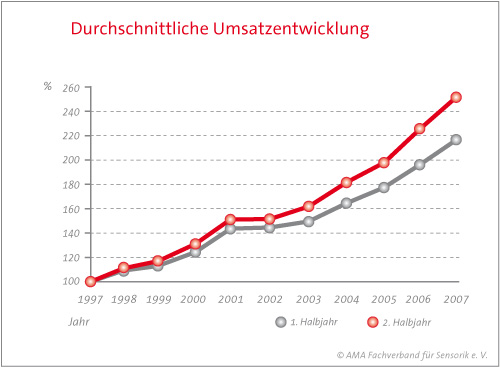 Durchschnittliche Umsatzentwicklung
%
260
240
220
200
180
160
140
120
100
1997 1998 1999 2000 2001 2002 2003 2004 2005 2006 2007
Jahr
1. Halbjahr 2. Halbjahr
© AMA Fachverband für Sensorik e. V.